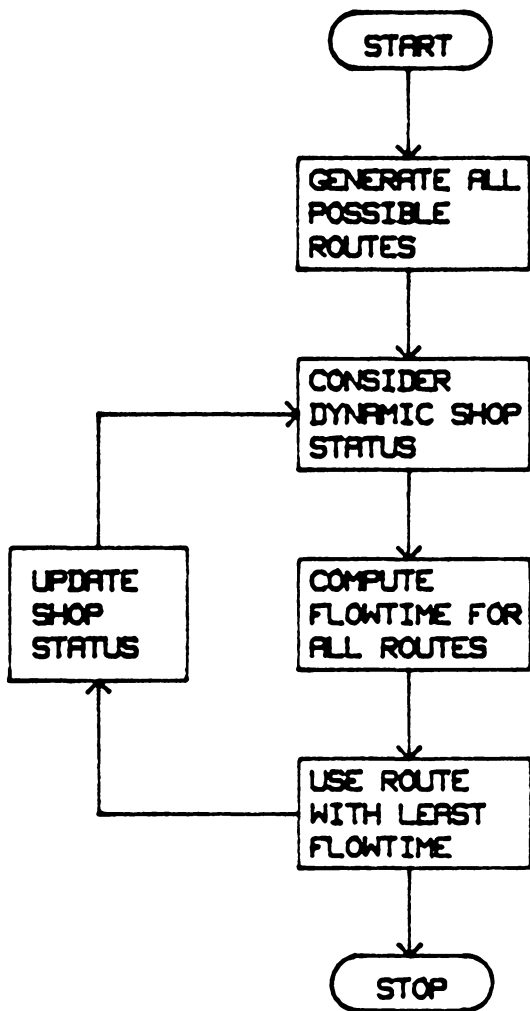 START
GENERATE ALL
POSSIBLE
ROUTES
CONSIDER
DYNAMIC SHOP
STATUS
UPDATE
SHOP
STATUS
COMPUTE
FLOWTIME FOR
ALL ROUTES
USE ROUTE
WITH LEAST
FLOWTIME
STOP